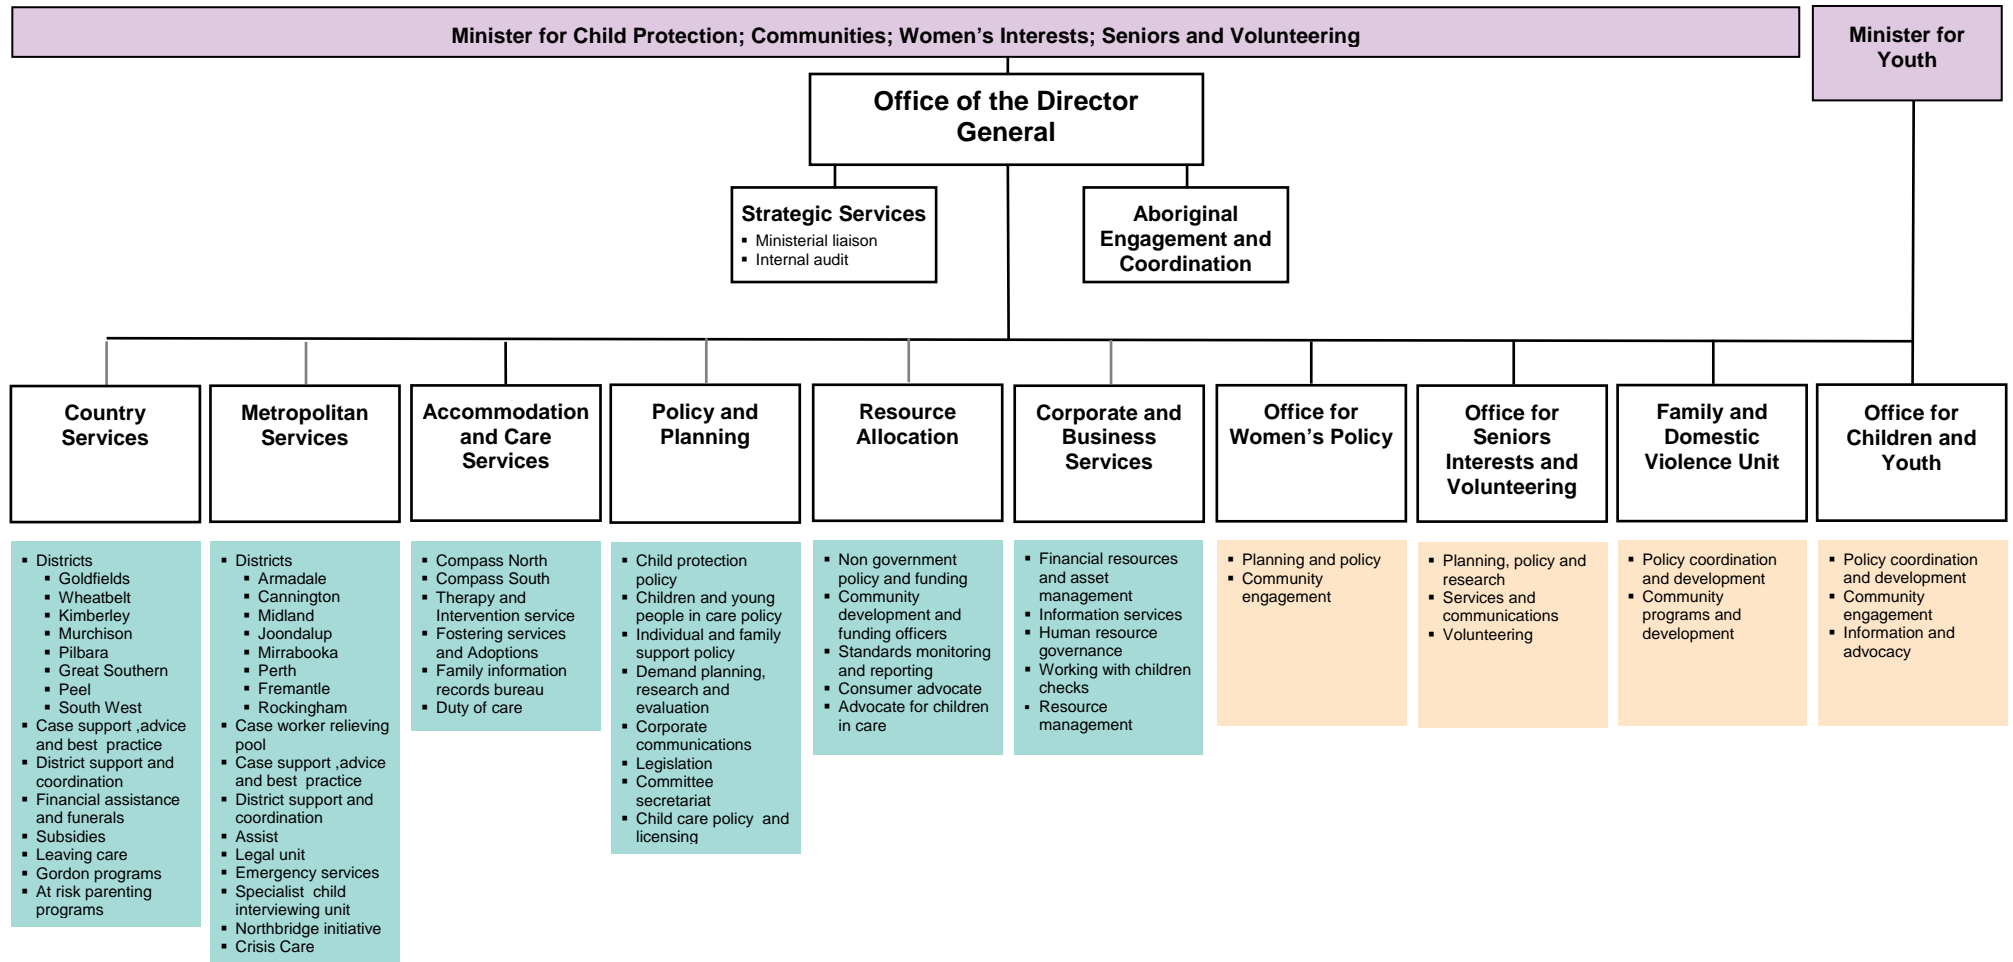 Minister for Child Protection; Communities; Women's Interests; Seniors and Volunteering
Minister for
Youth
Office of the Director
General
Strategic Services
▪ Ministerial liaison
▪ Internal audit
Aboriginal
Engagement and
Coordination
Country
Services
Metropolitan
Services
Accommodation
and Care
Services
Policy and
Planning
Resource
Allocation
Corporate and
Business
Services
Office for
Women's Policy
Office for
Seniors
Interests and
Volunteering
Family and
Domestic
Violence Unit
Office for
Children and
Youth
▪ Districts
▪ Goldfields
▪ Wheatbelt
▪ Kimberley
▪ Murchison
▪ Pilbara
▪ Great Southern
▪ Peel
▪ South West
▪ Case support ,advice
and best  practice
▪ District support and
coordination
▪ Financial assistance
and funerals
▪ Subsidies
▪ Leaving care
▪ Gordon programs
▪ At risk parenting
programs
▪ Districts
▪ Armadale
▪ Cannington
▪ Midland
▪ Joondalup
▪ Mirrabooka
▪ Perth
▪ Fremantle
▪ Rockingham
▪ Case worker relieving
pool
▪ Case support ,advice
and best  practice
▪ District support and
coordination
▪ Assist
▪ Legal unit
▪ Emergency services
▪ Specialist  child
interviewing unit
▪ Northbridge initiative
▪ Crisis Care
▪ Compass North
▪ Compass South
▪ Therapy and
Intervention service
▪ Fostering services
and Adoptions
▪ Family information
records bureau
▪ Duty of care
▪ Child protection
policy
▪ Children and young
people in care policy
▪ Individual and family
support policy
▪ Demand planning,
research and
evaluation
▪ Corporate
communications
▪ Legislation
▪ Committee
secretariat
▪ Child care policy  and
licensing
▪ Non government
policy and funding
▪ Community
development and
funding officers
▪ Standards monitoring
and reporting
▪ Consumer advocate
▪ Advocate for children
in care
▪ Financial resources
and asset
management
▪ Information services
▪ Human resource
governance
▪ Working with children
checks
▪ Resource
management
▪ Planning and policy
▪ Community
engagement
▪ Planning, policy and
research
▪ Services and
communications
▪ Volunteering
▪ Policy coordination
and development
▪ Community
programs and
development
▪ Policy coordination
and development
▪ Community
engagement
▪ Information and
advocacy